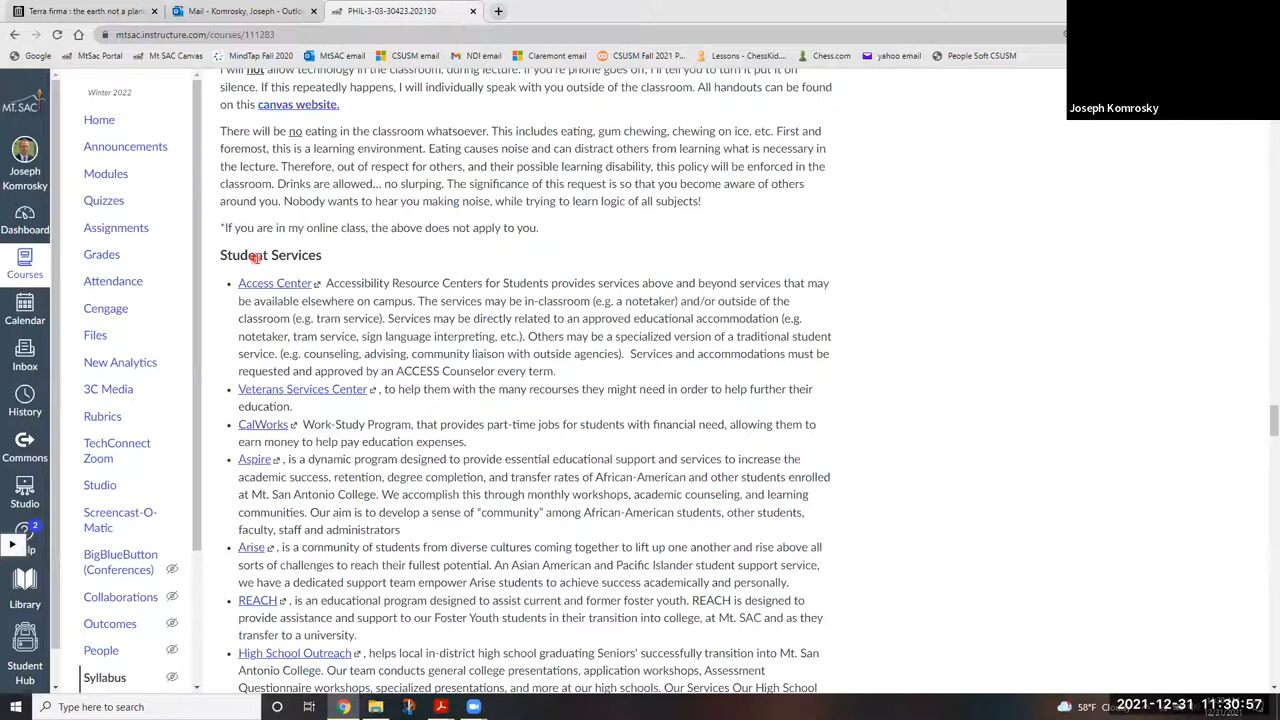 Terra firma : the earth not a plan
Mail - Komrosky, Joseph - Outlo
PHIL-3-03-30423.202130
mtsac.instructure.com/courses/111283
Google
MtSac Portal
Mt SAC Canvas
MindTap Fall 2020
MtSAC email
CSUSM email
NDI email
Claremont email
CSUSM Fall 2021 P...
Lessons - ChessKid...
Chess.com
yahoo email
People Soft CSUSM
Joseph Komrosky
MT.SAC
Joseph
Komrosky
Dashboard
Courses
Calendar
Inbox
History
Commons
Studio
2
Library
Student
Hub
Winter 2022
Home
Announcements
Modules
Quizzes
Assignments
Grades
Attendance
Cengage
Files
New Analytics
3C Media
Rubrics
TechConnect
Zoom
Studio
Screencast-O-
Matic
BigBlueButton
(Conferences)
Collaborations
Outcomes
People
Syllabus
I will not allow technology in the classroom, during lecture. If you're phone goes on, I'll tell you to turn it put it on
silence. If this repeatedly happens, I will individually speak with you outside of the classroom. All handouts can be found
on this canvas website.
There will be no eating in the classroom whatsoever. This includes eating, gum chewing, chewing on ice, etc. First and
foremost, this is a learning environment. Eating causes noise and can distract others from learning what is necessary in
the lecture. Therefore, out of respect for others, and their possible learning disability, this policy will be enforced in the
classroom. Drinks are allowed... no slurping. The significance of this request is so that you become aware of others
around you. Nobody wants to hear you making noise, while trying to learn logic of all subjects!
*If you are in my online class, the above does not apply to you.
Student Services
• Access Center Accessibility Resource Centers for Students provides services above and beyond services that may
be available elsewhere on campus. The services may be in-classroom (e.g. a notetaker) and/or outside of the
classroom (e.g. tram service). Services may be directly related to an approved educational accommodation (e.g.
notetaker, tram service, sign language interpreting, etc.). Others may be a specialized version of a traditional student
service. (e.g. counseling, advising, community liaison with outside agencies). Services and accommodations must be
requested and approved by an ACCESS Counselor every term.
• Veterans Services Center , to help them with the many recourses they might need in order to help further their
education.
• CalWorks Work-Study Program, that provides part-time jobs for students with financial need, allowing them to
earn money to help pay education expenses.
• Aspire , is a dynamic program designed to provide essential educational support and services to increase the
academic success, retention, degree completion, and transfer rates of African-American and other students enrolled
at Mt. San Antonio College. We accomplish this through monthly workshops, academic counseling, and learning
communities. Our aim is to develop a sense of “community” among African-American students, other students,
faculty, staff and administrators
• Arise , is a community of students from diverse cultures coming together to lift up one another and rise above all
sorts of challenges to reach their fullest potential. An Asian American and Pacific Islander student support service,
we have a dedicated support team empower Arise students to achieve success academically and personally.
• REACH , is an educational program designed to assist current and former foster youth. REACH is designed to
provide assistance and support to our Foster Youth students in their transition into college, at Mt. SAC and as they
transfer to a university.
• High School Outreach , helps local in-district high school graduating Seniors' successfully transition into Mt. San
Antonio College. Our team conducts general college presentations, application workshops, Assessment
Questionnaire workshops, specialized presentations, and more at our high schools. Our Services Our High School
Type here to search
58°F
2021-12-31 11:30:57